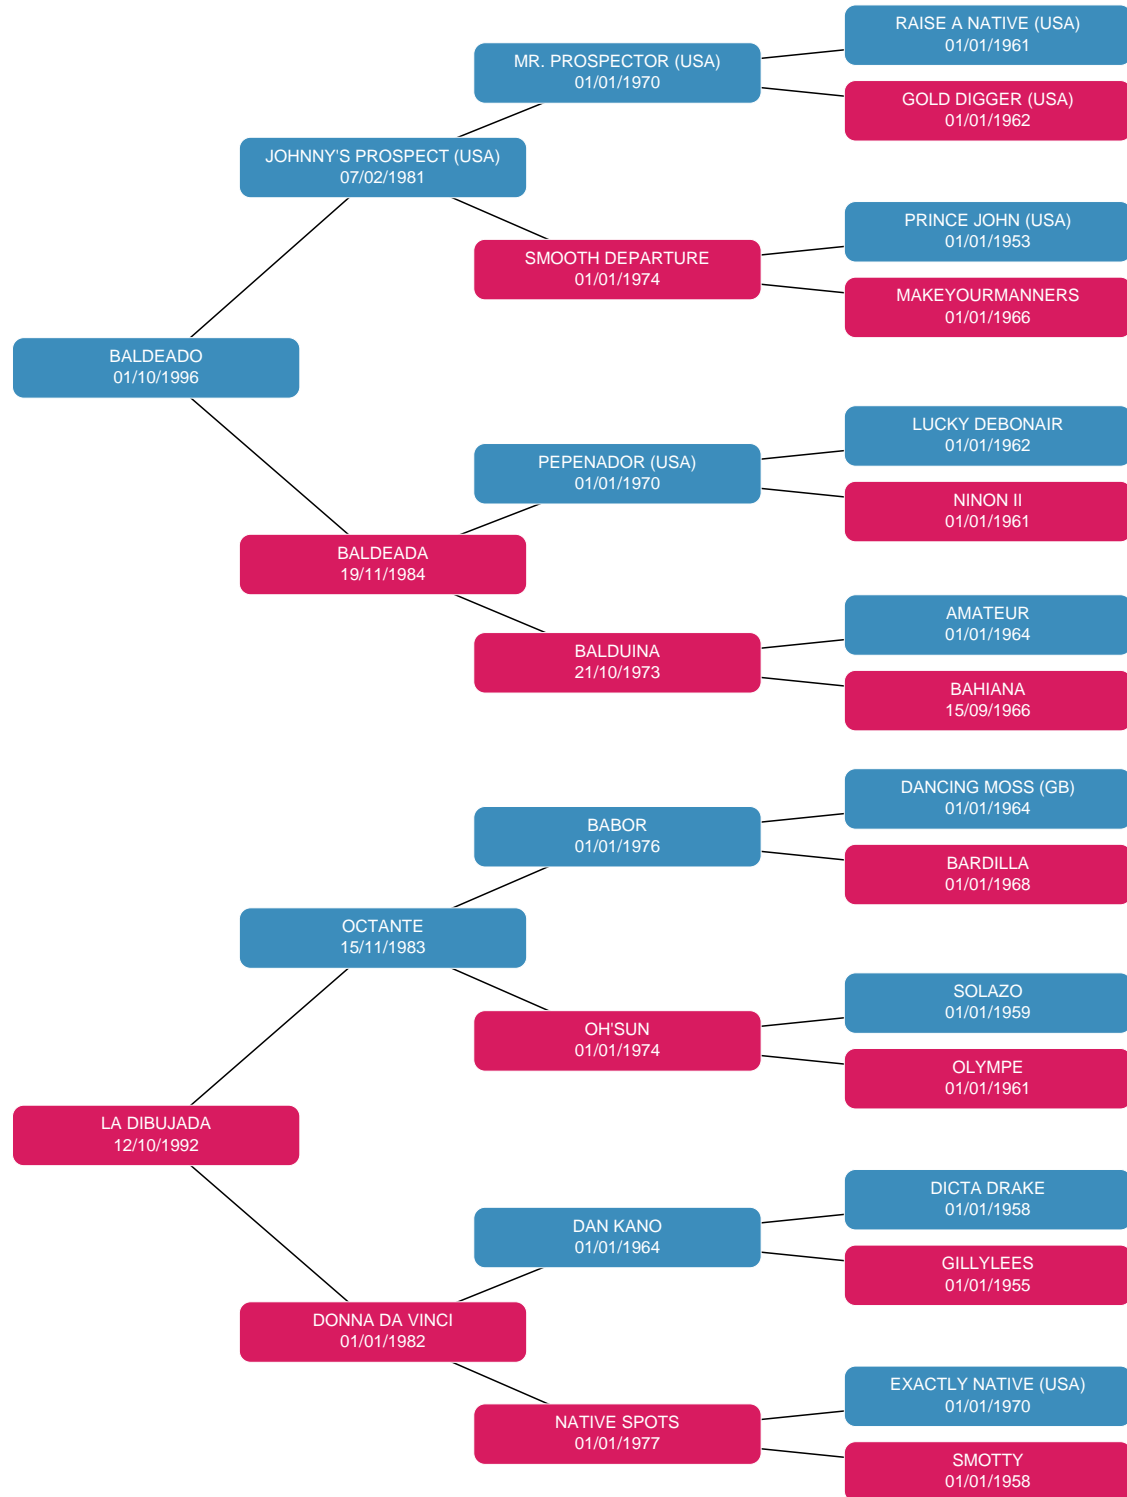 RAISE A NATIVE (USA)
01/01/1961
MR. PROSPECTOR (USA)
01/01/1970
GOLD DIGGER (USA)
01/01/1962
JOHNNY'S PROSPECT (USA)
07/02/1981
PRINCE JOHN (USA)
01/01/1953
SMOOTH DEPARTURE
01/01/1974
MAKEYOURMANNERS
01/01/1966
BALDEADO
01/10/1996
LUCKY DEBONAIR
01/01/1962
PEPENADOR (USA)
01/01/1970
NINON II
01/01/1961
BALDEADA
19/11/1984
AMATEUR
01/01/1964
BALDUINA
21/10/1973
BAHIANA
15/09/1966
DANCING MOSS (GB)
01/01/1964
BABOR
01/01/1976
BARDILLA
01/01/1968
OCTANTE
15/11/1983
SOLAZO
01/01/1959
OH'SUN
01/01/1974
OLYMPE
01/01/1961
LA DIBUJADA
12/10/1992
DICTA DRAKE
01/01/1958
DAN KANO
01/01/1964
GILLYLEES
01/01/1955
DONNA DA VINCI
01/01/1982
EXACTLY NATIVE (USA)
01/01/1970
NATIVE SPOTS
01/01/1977
SMOTTY
01/01/1958